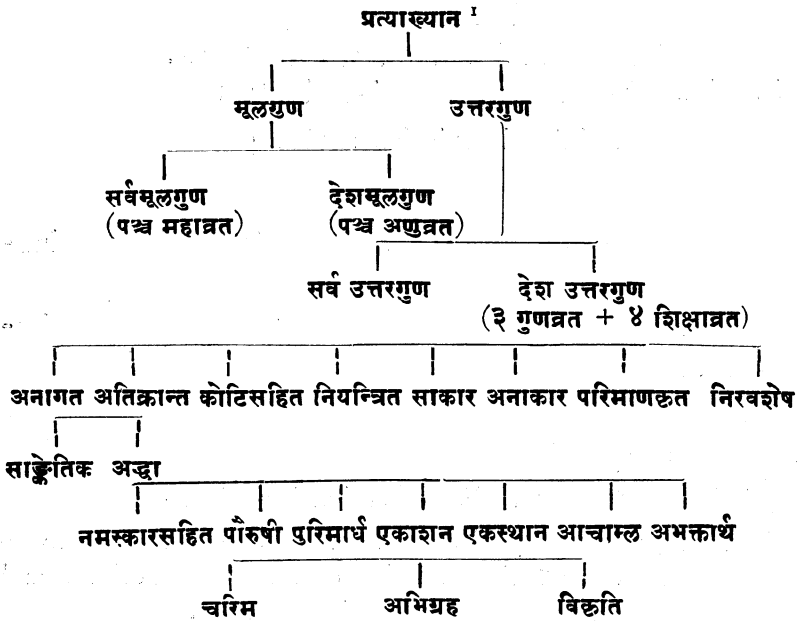 प्रत्याख्यान १
मूलगुण उत्तरगुण
सर्वमूलगुण देशमूलगुण
(पञ्च महाव्रत) (पञ्च अणुव्रत)
सर्व उत्तरगुण देश उत्तरगुण
(३ गुणव्रत + ४ शिक्षाव्रत)
अनागत अतिक्रान्त कोटिसहित नियन्त्रित साकार अनाकार परिमाणकृत निरवशेष
साङ्केतिक अद्धा
नमस्कारसहित पौरुषी पुरिमार्ध एकाशन एकस्थान आचाम्ल अभक्तार्थ
चरिम अभिग्रह विकृति